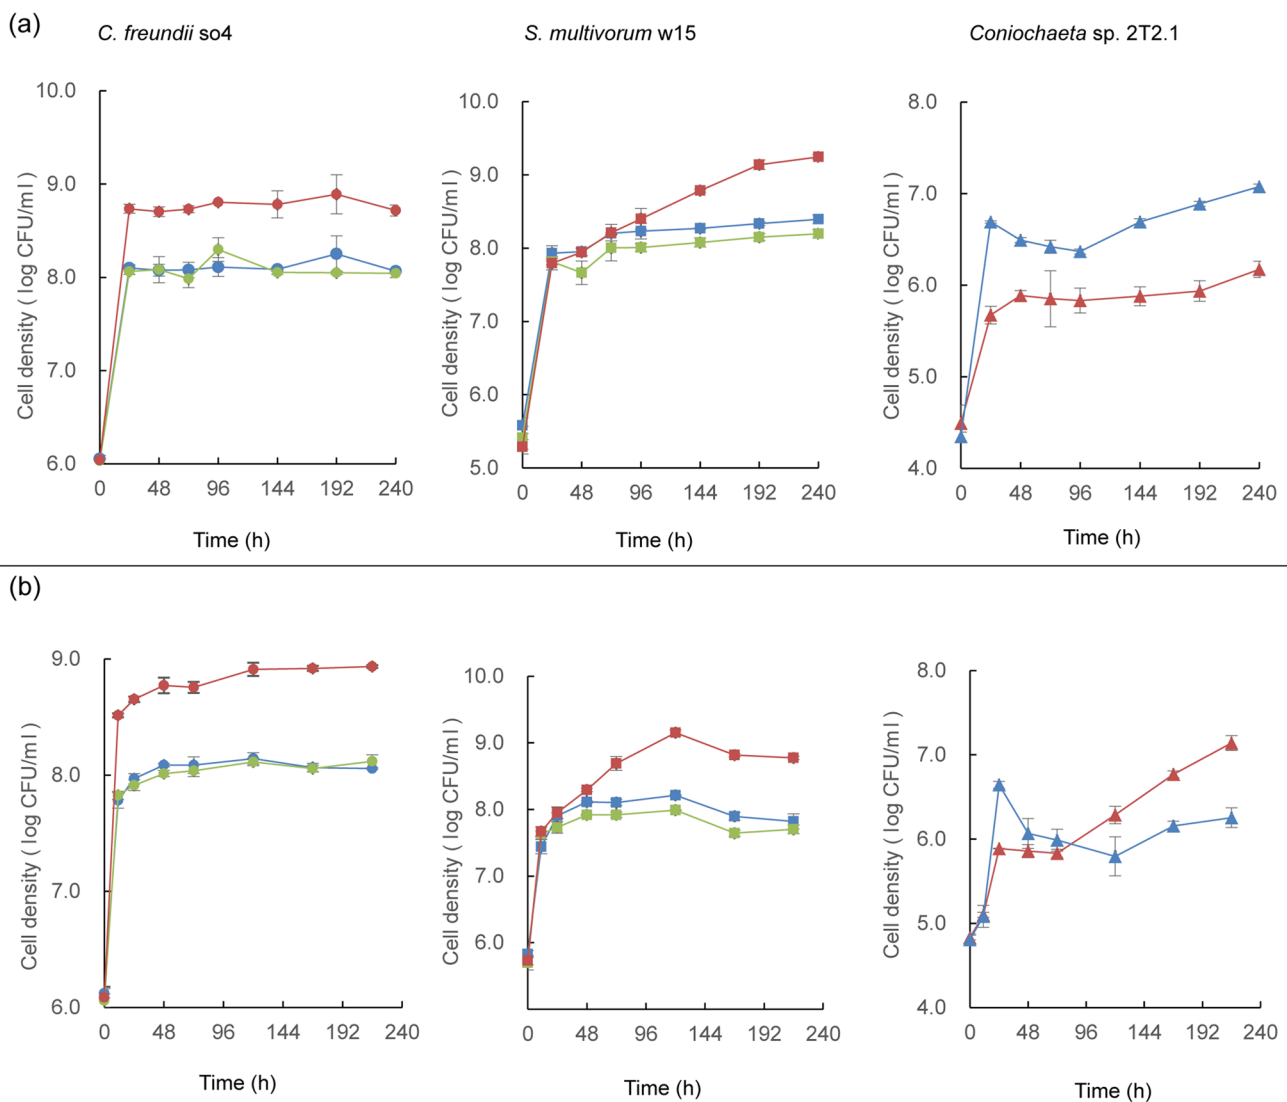 (a)
C. freundii so4
S. multivorum w15
Coniochaeta sp. 2T2.1
Cell density ( log CFU/ml )
10.0
9.0
8.0
7.0
6.0
0 48 96 144 192 240
Time (h)
Cell density ( log CFU/ml )
10.0
9.0
8.0
7.0
6.0
5.0
0 48 96 144 192 240
Time (h)
Cell density ( log CFU/ml )
8.0
7.0
6.0
5.0
4.0
0 48 96 144 192 240
Time (h)
(b)
Cell density ( log CFU/ml )
9.0
8.0
7.0
6.0
0 48 96 144 192 240
Time (h)
Cell density ( log CFU/ml )
10.0
9.0
8.0
7.0
6.0
0 48 96 144 192 240
Time (h)
Cell density ( log CFU/ml )
8.0
7.0
6.0
5.0
4.0
0 48 96 144 192 240
Time (h)